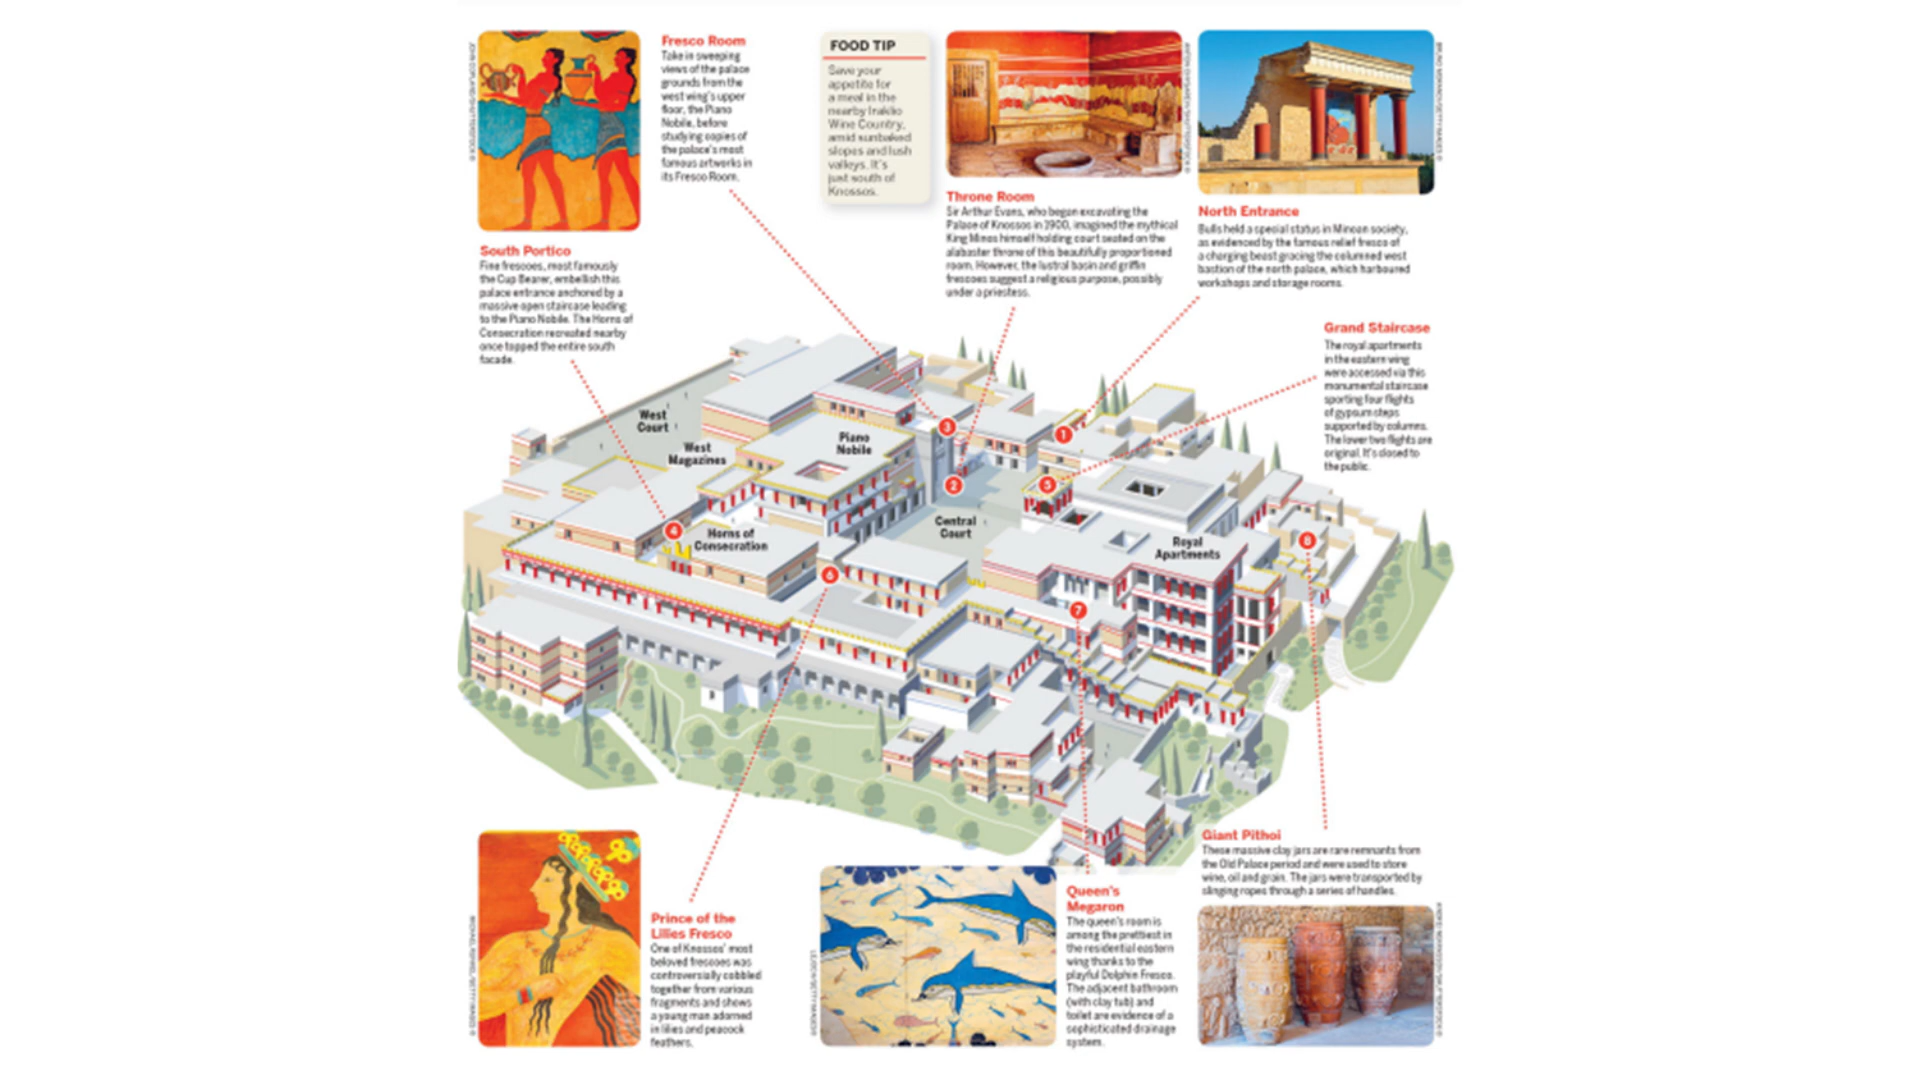 Fresco Room
Take in sweeping
views of the palace
grounds from the
west wing's upper
floor, the Piano
Nobile, before
studying copies of
the palace's most
famous artworks in
its Fresco Room.
FOOD TIP
Save your
appetite for
a meal in the
nearby Iraklio
Wine Country,
amid sunbaked
slopes and lush
valleys. It's
just south of
Knossos.
Throne Room
Sir Arthur Evans, who began excavating the
Palace of Knossos in 1900, imagined the mythical
King Minos himself holding court seated on the
alabaster throne of this beautifully proportioned
room. However, the lustral basin and griffin
frescoes suggest a religious purpose, possibly
under a priestess.
North Entrance
Bulls held a special status in Minoan society,
as evidenced by the famous relief fresco of
a charging beast gracing the columned west
bastion of the north palace, which harboured
workshops and storage rooms.
South Portico
Fine frescoes, most famously
the Cup Bearer, embellish this
palace entrance anchored by a
massive open staircase leading
to the Piano Nobile. The Horns of
Consecration recreated nearby
once topped the entire south
facade.
Grand Staircase
The royal apartments
in the eastern wing
were accessed via this
monumental staircase
sporting four flights
of gypsum steps
supported by columns.
The lower two flights are
original. It's closed to
the public.
West
Court
West
Magazines
Piano
Nobile
3
1
2
5
4
Horns of
Consecration
Central
Court
Royal
Apartments
8
6
7
Prince of the
Lilies Fresco
One of Knossos' most
beloved frescoes was
controversially cobbled
together from various
fragments and shows
a young man adorned
in lilies and peacock
feathers.
Queen's
Megaron
The queen's room is
among the prettiest in
the residential eastern
wing thanks to the
playful Dolphin Fresco.
The adjacent bathroom
(with clay tub) and
toilet are evidence of a
sophisticated drainage
system.
Giant Pithoi
These massive clay jars are rare remnants from
the Old Palace period and were used to store
wine, oil and grain. The jars were transported by
slinging ropes through a series of handles.